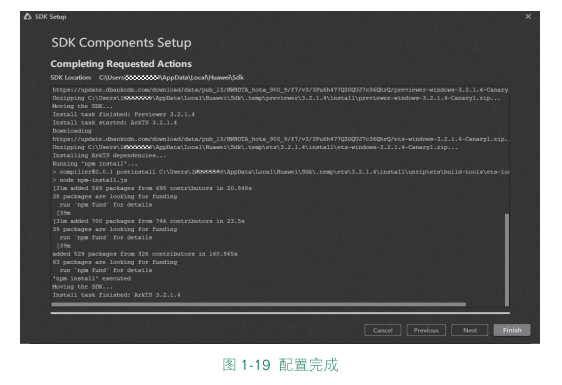 SDK Setup
SDK Components Setup
Completing Requested Actions
SDK Location: C:\Users\\AppData\Local\Huawei\Sdk
https://update.dbankcdn.com/download/data/pub_13/HWHOTA_hota_900_9/f7/v3/ /previewer-windows-3.2.1.4-Canary
Unzipping C:\Users\ \AppData\Local\Huawei\Sdk\.temp\previewer\3.2.1.4\install\previewer-windows-3.2.1.4-Canary1.zip...
Moving the SDK...
Install task finished: Previewer 3.2.1.4
Install task started: ArkTS 3.2.1.4
Downloading
https://update.dbankcdn.com/download/data/pub_13/HWHOTA_hota_900_9/f7/v3/ /ets-windows-3.2.1.4-Canary1.zip.
Unzipping C:\Users\ \AppData\Local\Huawei\Sdk\.temp\ets\3.2.1.4\install\ets-windows-3.2.1.4-Canary1.zip...
Installing ArkTS dependencies...
Running 'npm install'...
> compilier@0.0.1 postinstall C:\Users\ \AppData\Local\Huawei\Sdk\.temp\ets\3.2.1.4\install\unzip\ets\build-tools\ets-loa
> node npm-install.js
[31m added 569 packages from 695 contributors in 20.848s
38 packages are looking for funding
run `npm fund` for details
[39m
[31m added 700 packages from 746 contributors in 23.5s
39 packages are looking for funding
run `npm fund` for details
[39m
added 529 packages from 326 contributors in 160.865s
63 packages are looking for funding
run `npm fund` for details
'npm install' executed
Moving the SDK...
Install task finished: ArkTS 3.2.1.4
Cancel Previous Next Finish
图 1-19 配置完成